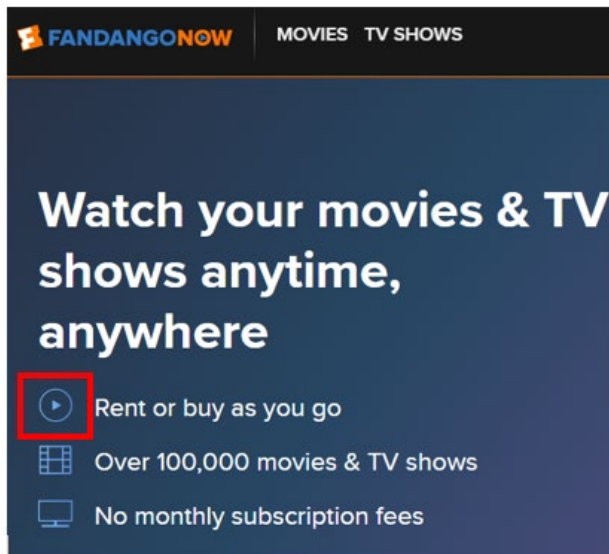 FANDANGONOW
MOVIES TV SHOWS
Watch your movies & TV
shows anytime,
anywhere
Rent or buy as you go
Over 100,000 movies & TV shows
No monthly subscription fees